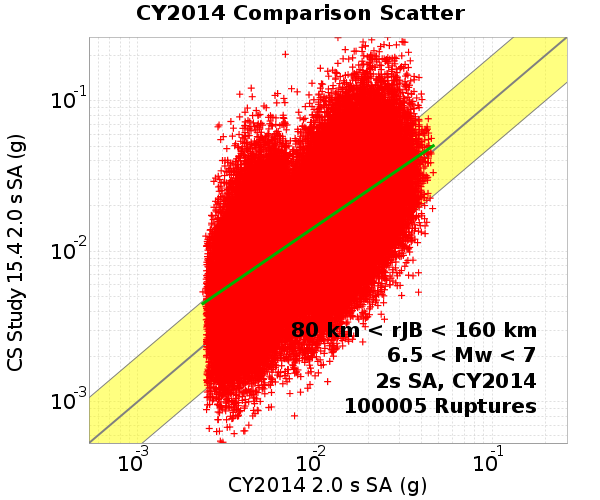 CY2014 Comparison Scatter
CS Study 15.4 2.0 s SA (g)
10-1
10-2
10-3
80 km < rJB < 160 km
6.5 < Mw < 7
2s SA, CY2014
100005 Ruptures
10-3 10-2 10-1
CY2014 2.0 s SA (g)